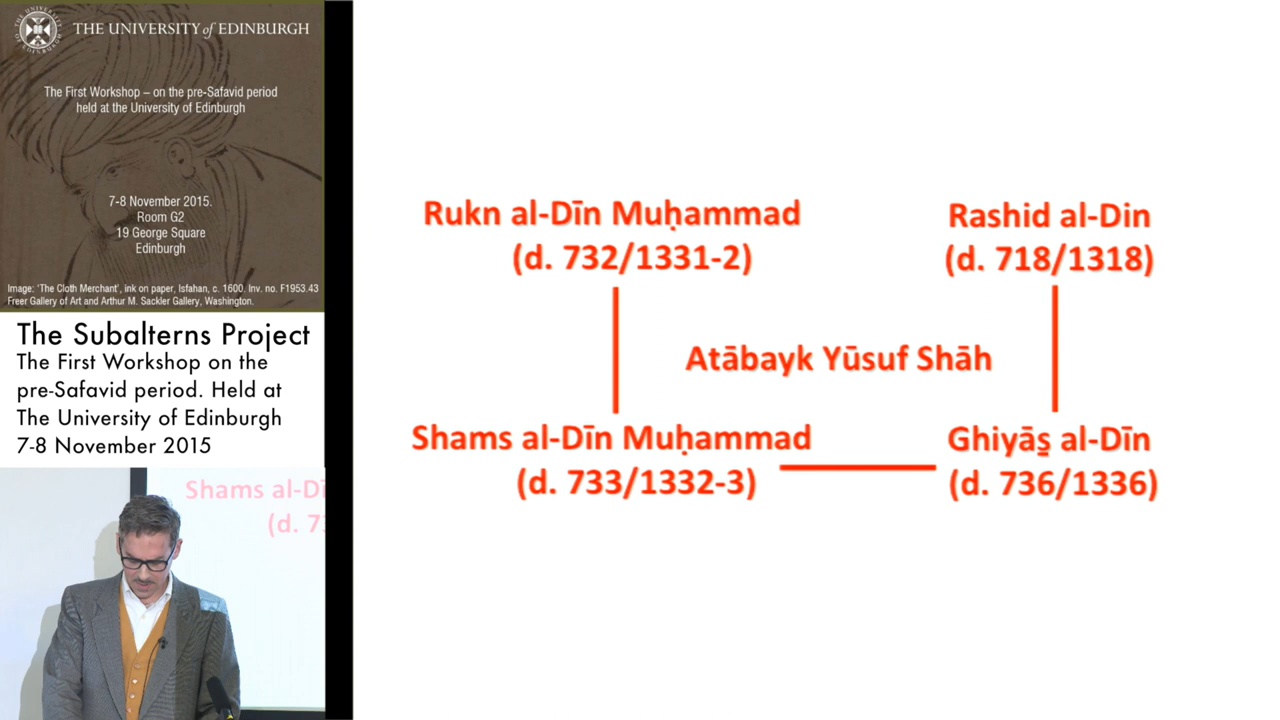 THE UNIVERSITY of EDINBURGH
The First Workshop – on the pre-Safavid period
held at the University of Edinburgh
7-8 November 2015.
Room G2
19 George Square
Edinburgh
Image: 'The Cloth Merchant', ink on paper, Isfahan, c. 1600. Inv. no. F1953.43
Freer Gallery of Art and Arthur M. Sackler Gallery, Washington.
The Subalterns Project
The First Workshop on the
pre-Safavid period. Held at
The University of Edinburgh
7-8 November 2015
Shams al-Dī
(d. 73
Rukn al-Dīn Muḥammad
(d. 732/1331-2)
Rashid al-Din
(d. 718/1318)
Atābayk Yūsuf Shāh
Shams al-Dīn Muḥammad
(d. 733/1332-3)
Ghiyās̱ al-Dīn
(d. 736/1336)